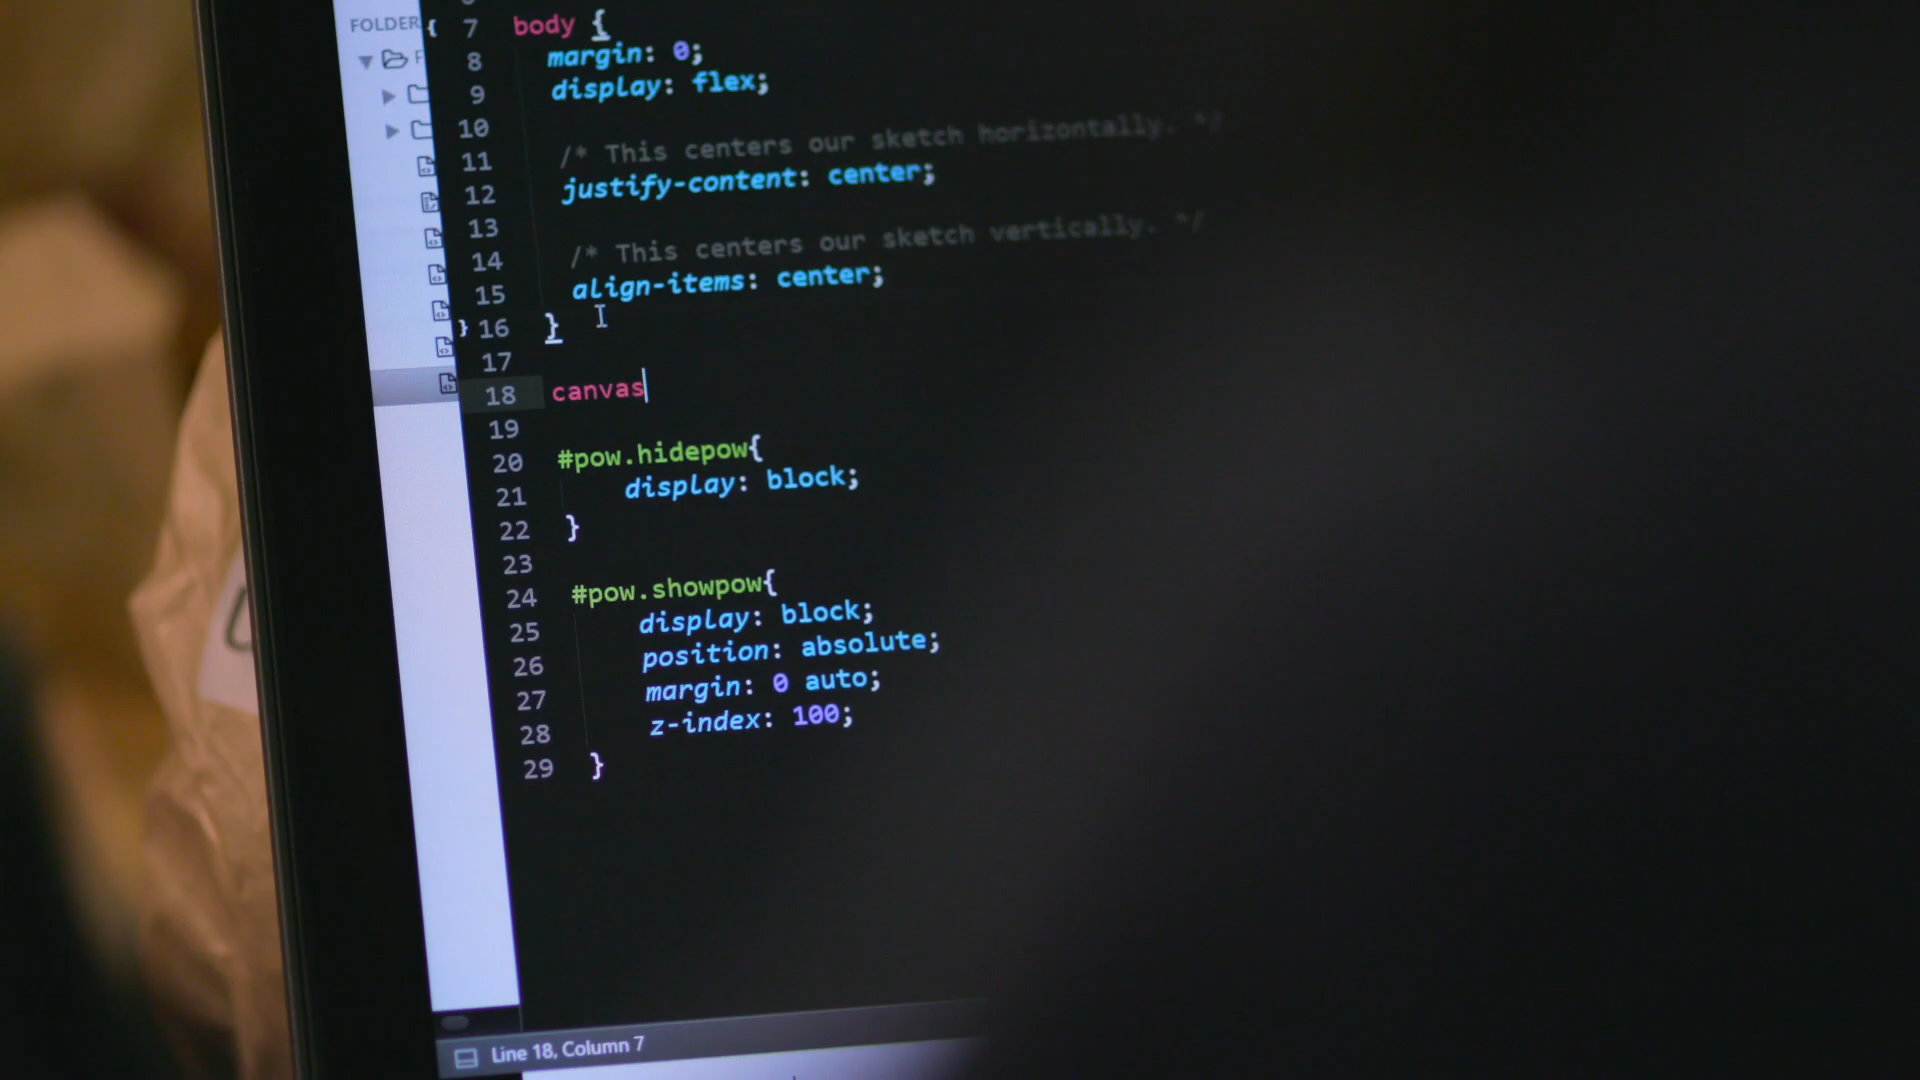 FOLDER
7 body {
8 margin: 0;
9 display: flex;
10
11 /* This centers our sketch horizontally. */
12 justify-content: center;
13
14 /* This centers our sketch vertically. */
15 align-items: center;
16 }
17
18 canvas
19
20 #pow.hidepow{
21 display: block;
22 }
23
24 #pow.showpow{
25 display: block;
26 position: absolute;
27 margin: 0 auto;
28 z-index: 100;
29 }
Line 18, Column 7